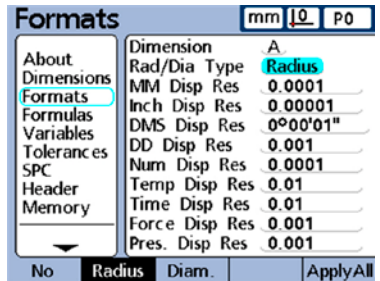 Formats mm 0 P0
About
Dimensions
Formats
Formulas
Variables
Tolerances
SPC
Header
Memory
Dimension A
Rad/Dia Type Radius
MM Disp Res 0.0001
Inch Disp Res 0.00001
DMS Disp Res 0°00'01"
DD Disp Res 0.001
Num Disp Res 0.0001
Temp Disp Res 0.01
Time Disp Res 0.01
Force Disp Res 0.001
Pres. Disp Res 0.001
No Radius Diam. ApplyAll